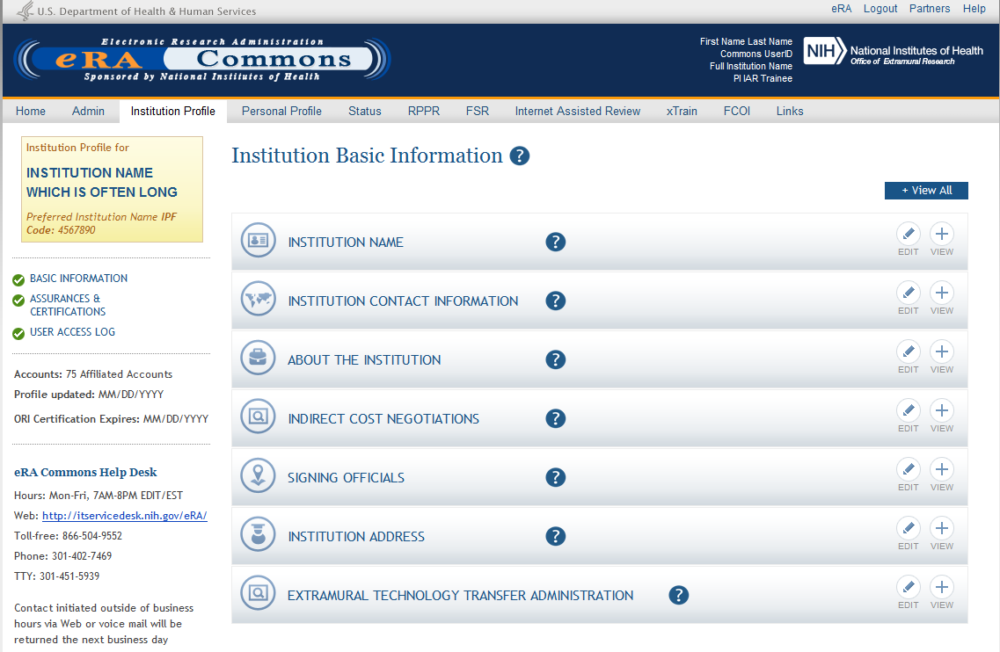 U.S. Department of Health & Human Services
eRA Logout Partners Help
Electronic Research Administration
eRA Commons
Sponsored by National Institutes of Health
First Name Last Name
Commons UserID
Full Institution Name
PI IAR Trainee
NIH National Institutes of Health
Office of Extramural Research
Home Admin Institution Profile Personal Profile Status RPPR FSR Internet Assisted Review xTrain FCOI Links
Institution Profile for
INSTITUTION NAME
WHICH IS OFTEN LONG
Preferred Institution Name IPF
Code: 4567890
BASIC INFORMATION
ASSURANCES &
CERTIFICATIONS
USER ACCESS LOG
Accounts: 75 Affiliated Accounts
Profile updated: MM/DD/YYYY
ORI Certification Expires: MM/DD/YYYY
eRA Commons Help Desk
Hours: Mon-Fri, 7AM-8PM EDIT/EST
Web: http://itservicedesk.nih.gov/eRA/
Toll-free: 866-504-9552
Phone: 301-402-7469
TTY: 301-451-5939
Contact initiated outside of business
hours via Web or voice mail will be
returned the next business day
Institution Basic Information ?
+ View All
INSTITUTION NAME ? EDIT VIEW
INSTITUTION CONTACT INFORMATION ? EDIT VIEW
ABOUT THE INSTITUTION ? EDIT VIEW
INDIRECT COST NEGOTIATIONS ? EDIT VIEW
SIGNING OFFICIALS ? EDIT VIEW
INSTITUTION ADDRESS ? EDIT VIEW
EXTRAMURAL TECHNOLOGY TRANSFER ADMINISTRATION ? EDIT VIEW